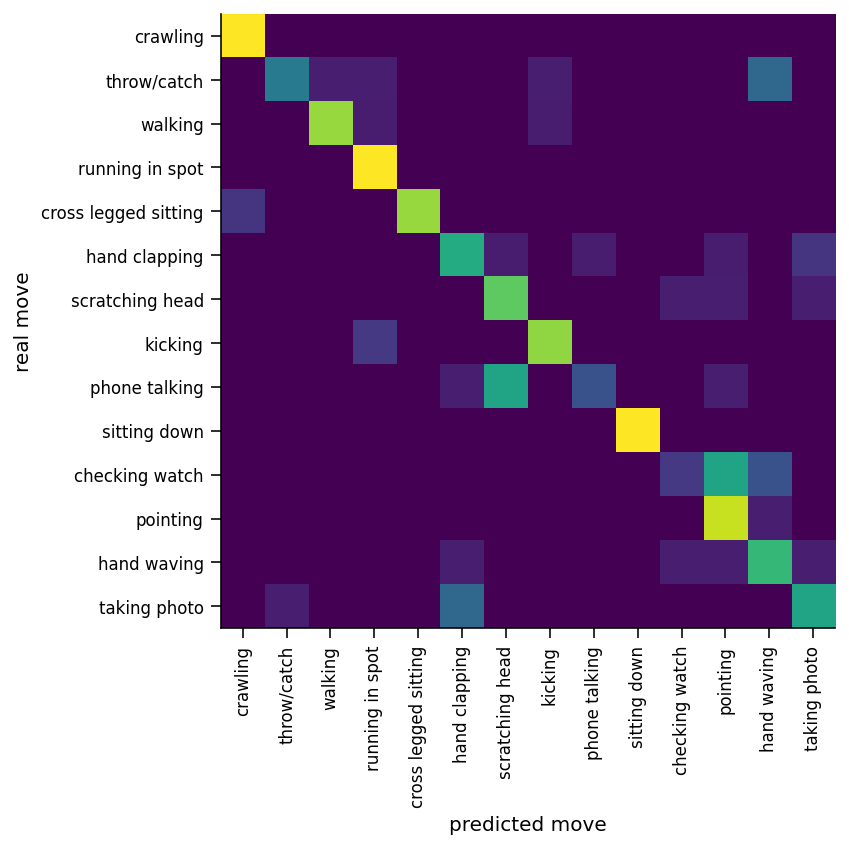 crawling
throw/catch
walking
running in spot
cross legged sitting
hand clapping
scratching head
kicking
phone talking
sitting down
checking watch
pointing
hand waving
taking photo
real move
crawling
throw/catch
walking
running in spot
cross legged sitting
hand clapping
scratching head
kicking
phone talking
sitting down
checking watch
pointing
hand waving
taking photo
predicted move